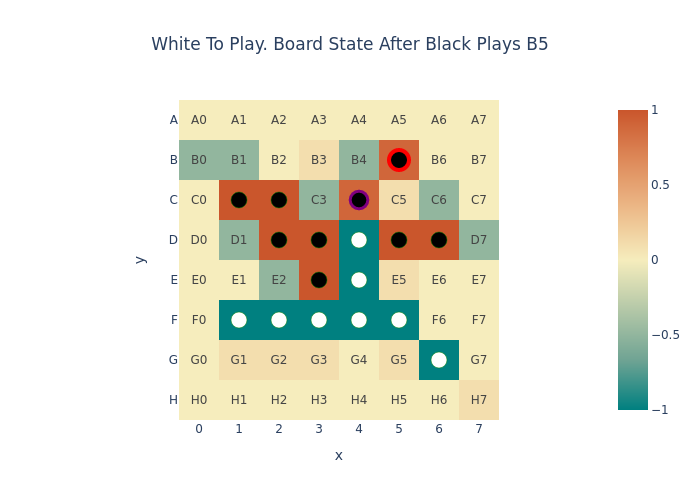 White To Play. Board State After Black Plays B5
A A0 A1 A2 A3 A4 A5 A6 A7
B B0 B1 B2 B3 B4 B6 B7
C C0 C3 C5 C6 C7
D D0 D1 D7
E E0 E1 E2 E5 E6 E7
F F0 F6 F7
G G0 G1 G2 G3 G4 G5 G7
H H0 H1 H2 H3 H4 H5 H6 H7
0 1 2 3 4 5 6 7
x
y
1
0.5
0
−0.5
−1